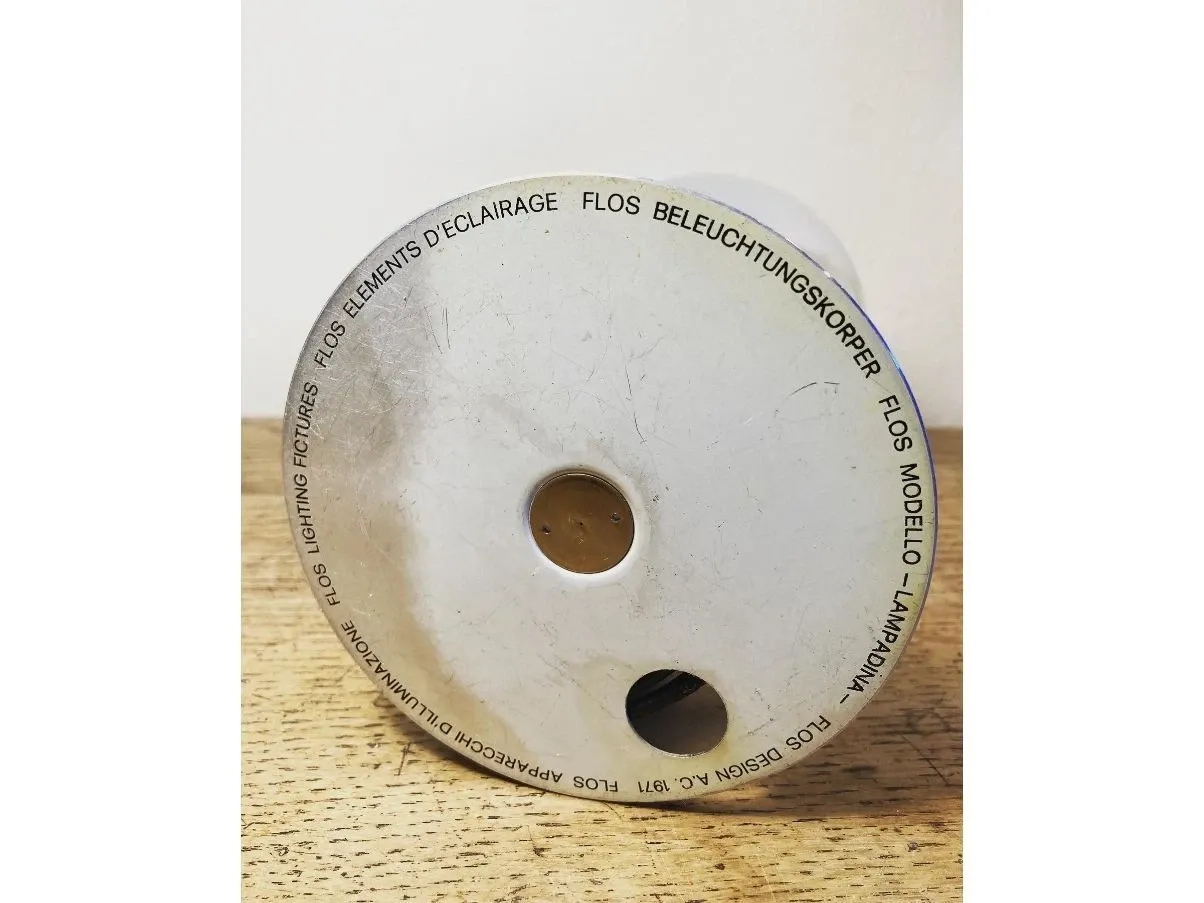 FLOS BELEUCHTUNGSKORPER
FLOS MODELLO – LAMPADINA –
FLOS DESIGN A.C. 1971
FLOS APPARECCHI D'ILLUMINAZIONE
FLOS LIGHTING FICTURES
FLOS ELEMENTS D'ECLAIRAGE